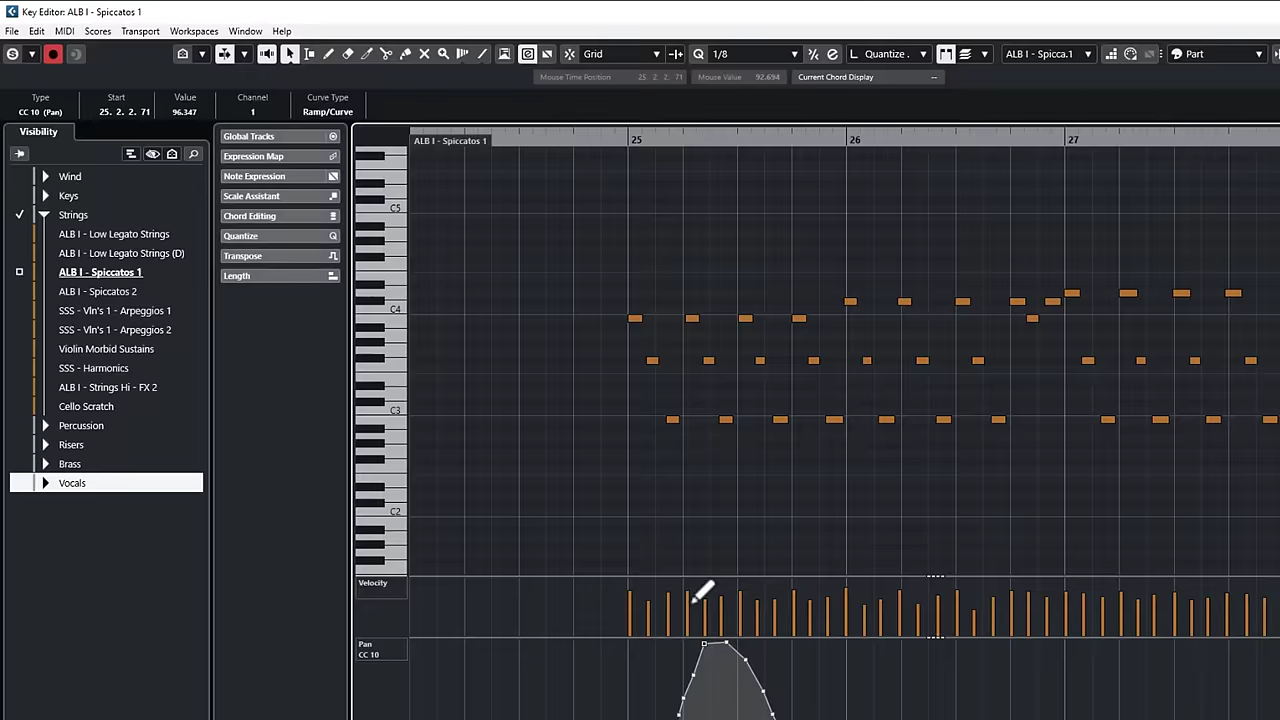 Key Editor: ALB I - Spiccatos 1
File Edit MIDI Scores Transport Workspaces Window Help
Grid 1/8 L Quantize . ALB I - Spicca.1 Part
Mouse Time Position 25. 2. 2. 71 Mouse Value 92.694 Current Chord Display --
Type Start Value Channel Curve Type
CC 10 (Pan) 25. 2. 2. 71 96.347 1 Ramp/Curve
Visibility
Wind
Keys
Strings
ALB I - Low Legato Strings
ALB I - Low Legato Strings (D)
ALB I - Spiccatos 1
ALB I - Spiccatos 2
SSS - Vln's 1 - Arpeggios 1
SSS - Vln's 1 - Arpeggios 2
Violin Morbid Sustains
SSS - Harmonics
ALB I - Strings Hi - FX 2
Cello Scratch
Percussion
Risers
Brass
Vocals
Global Tracks
Expression Map
Note Expression
Scale Assistant
Chord Editing
Quantize
Transpose
Length
ALB I - Spiccatos 1 25 26 27
C5
C4
C3
C2
Velocity
Pan
CC 10